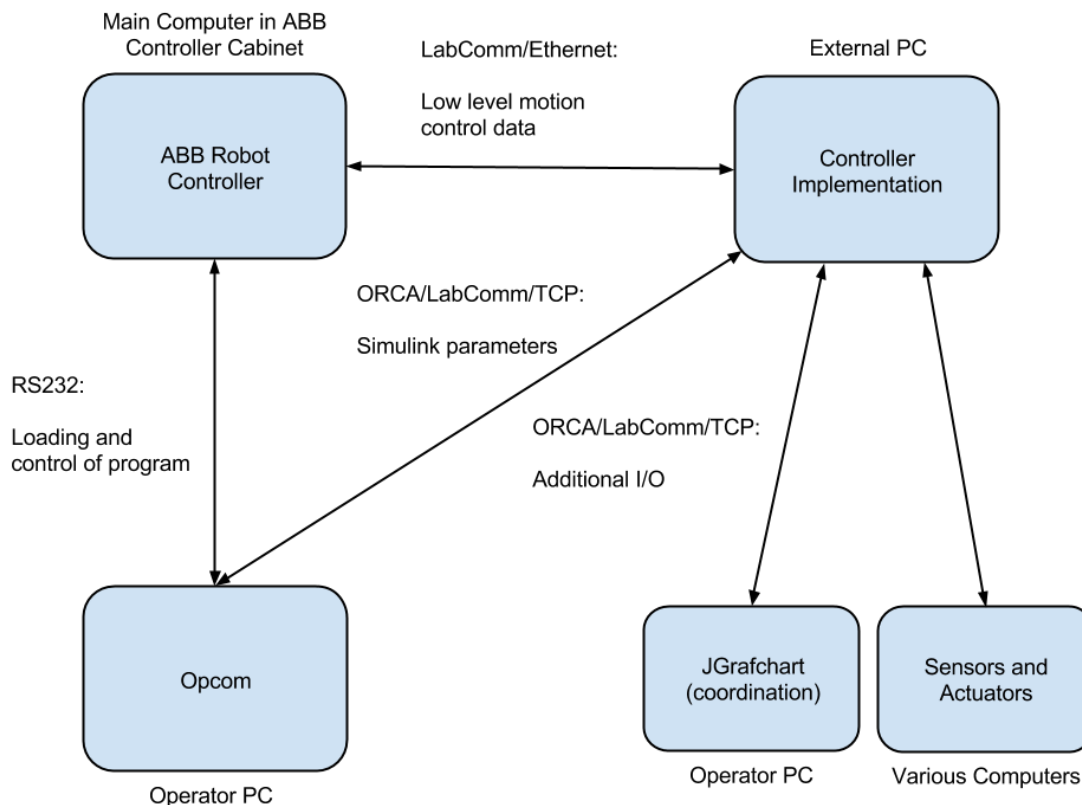 Main Computer in ABB
Controller Cabinet
LabComm/Ethernet:
External PC
Low level motion
control data
ABB Robot
Controller
Controller
Implementation
ORCA/LabComm/TCP:
Simulink parameters
RS232:
Loading and
control of program
ORCA/LabComm/TCP:
Additional I/O
Opcom
JGrafchart
(coordination)
Sensors and
Actuators
Operator PC
Operator PC
Various Computers